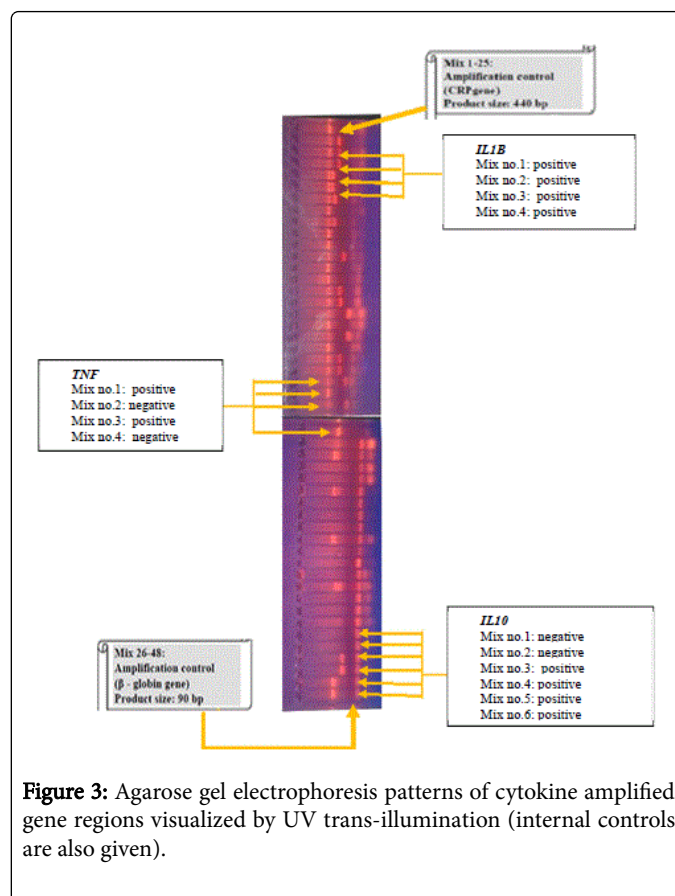 Mix 1-25:
Amplification control
(CRPgene)
Product size: 440 bp
IL1B
Mix no.1: positive
Mix no.2: positive
Mix no.3: positive
Mix no.4: positive
TNF
Mix no.1: positive
Mix no.2: negative
Mix no.3: positive
Mix no.4: negative
Mix 26-48:
Amplification control
(β - globin gene)
Product size: 90 bp
IL10
Mix no.1: negative
Mix no.2: negative
Mix no.3: positive
Mix no.4: positive
Mix no.5: positive
Mix no.6: positive
Figure 3: Agarose gel electrophoresis patterns of cytokine amplified
gene regions visualized by UV trans-illumination (internal controls
are also given).